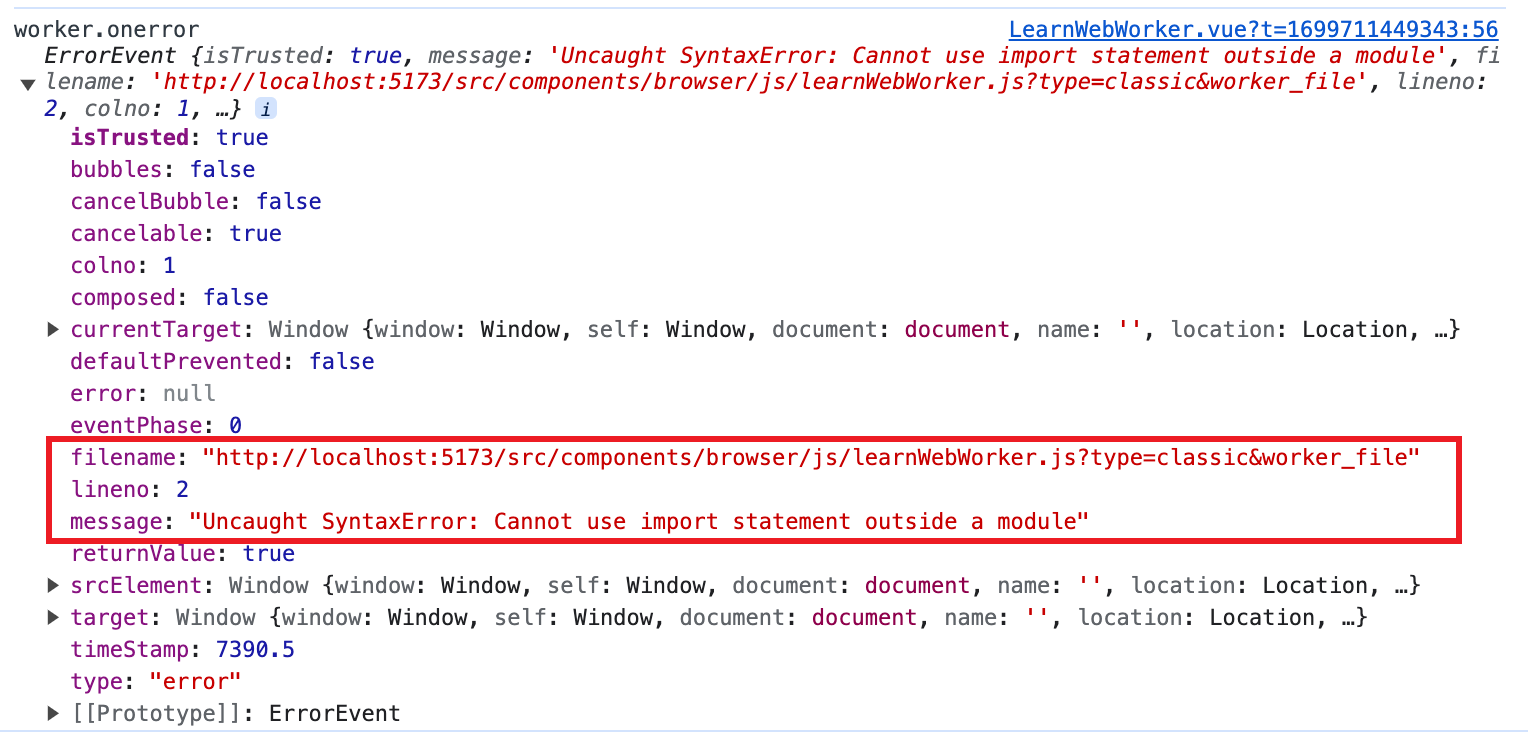 worker.onerror LearnWebWorker.vue?t=1699711449343:56
ErrorEvent {isTrusted: true, message: 'Uncaught SyntaxError: Cannot use import statement outside a module', fi
lename: 'http://localhost:5173/src/components/browser/js/learnWebWorker.js?type=classic&worker_file', lineno:
2, colno: 1, …} i
isTrusted: true
bubbles: false
cancelBubble: false
cancelable: true
colno: 1
composed: false
currentTarget: Window {window: Window, self: Window, document: document, name: '', location: Location, …}
defaultPrevented: false
error: null
eventPhase: 0
filename: "http://localhost:5173/src/components/browser/js/learnWebWorker.js?type=classic&worker_file"
lineno: 2
message: "Uncaught SyntaxError: Cannot use import statement outside a module"
returnValue: true
srcElement: Window {window: Window, self: Window, document: document, name: '', location: Location, …}
target: Window {window: Window, self: Window, document: document, name: '', location: Location, …}
timeStamp: 7390.5
type: "error"
[[Prototype]]: ErrorEvent